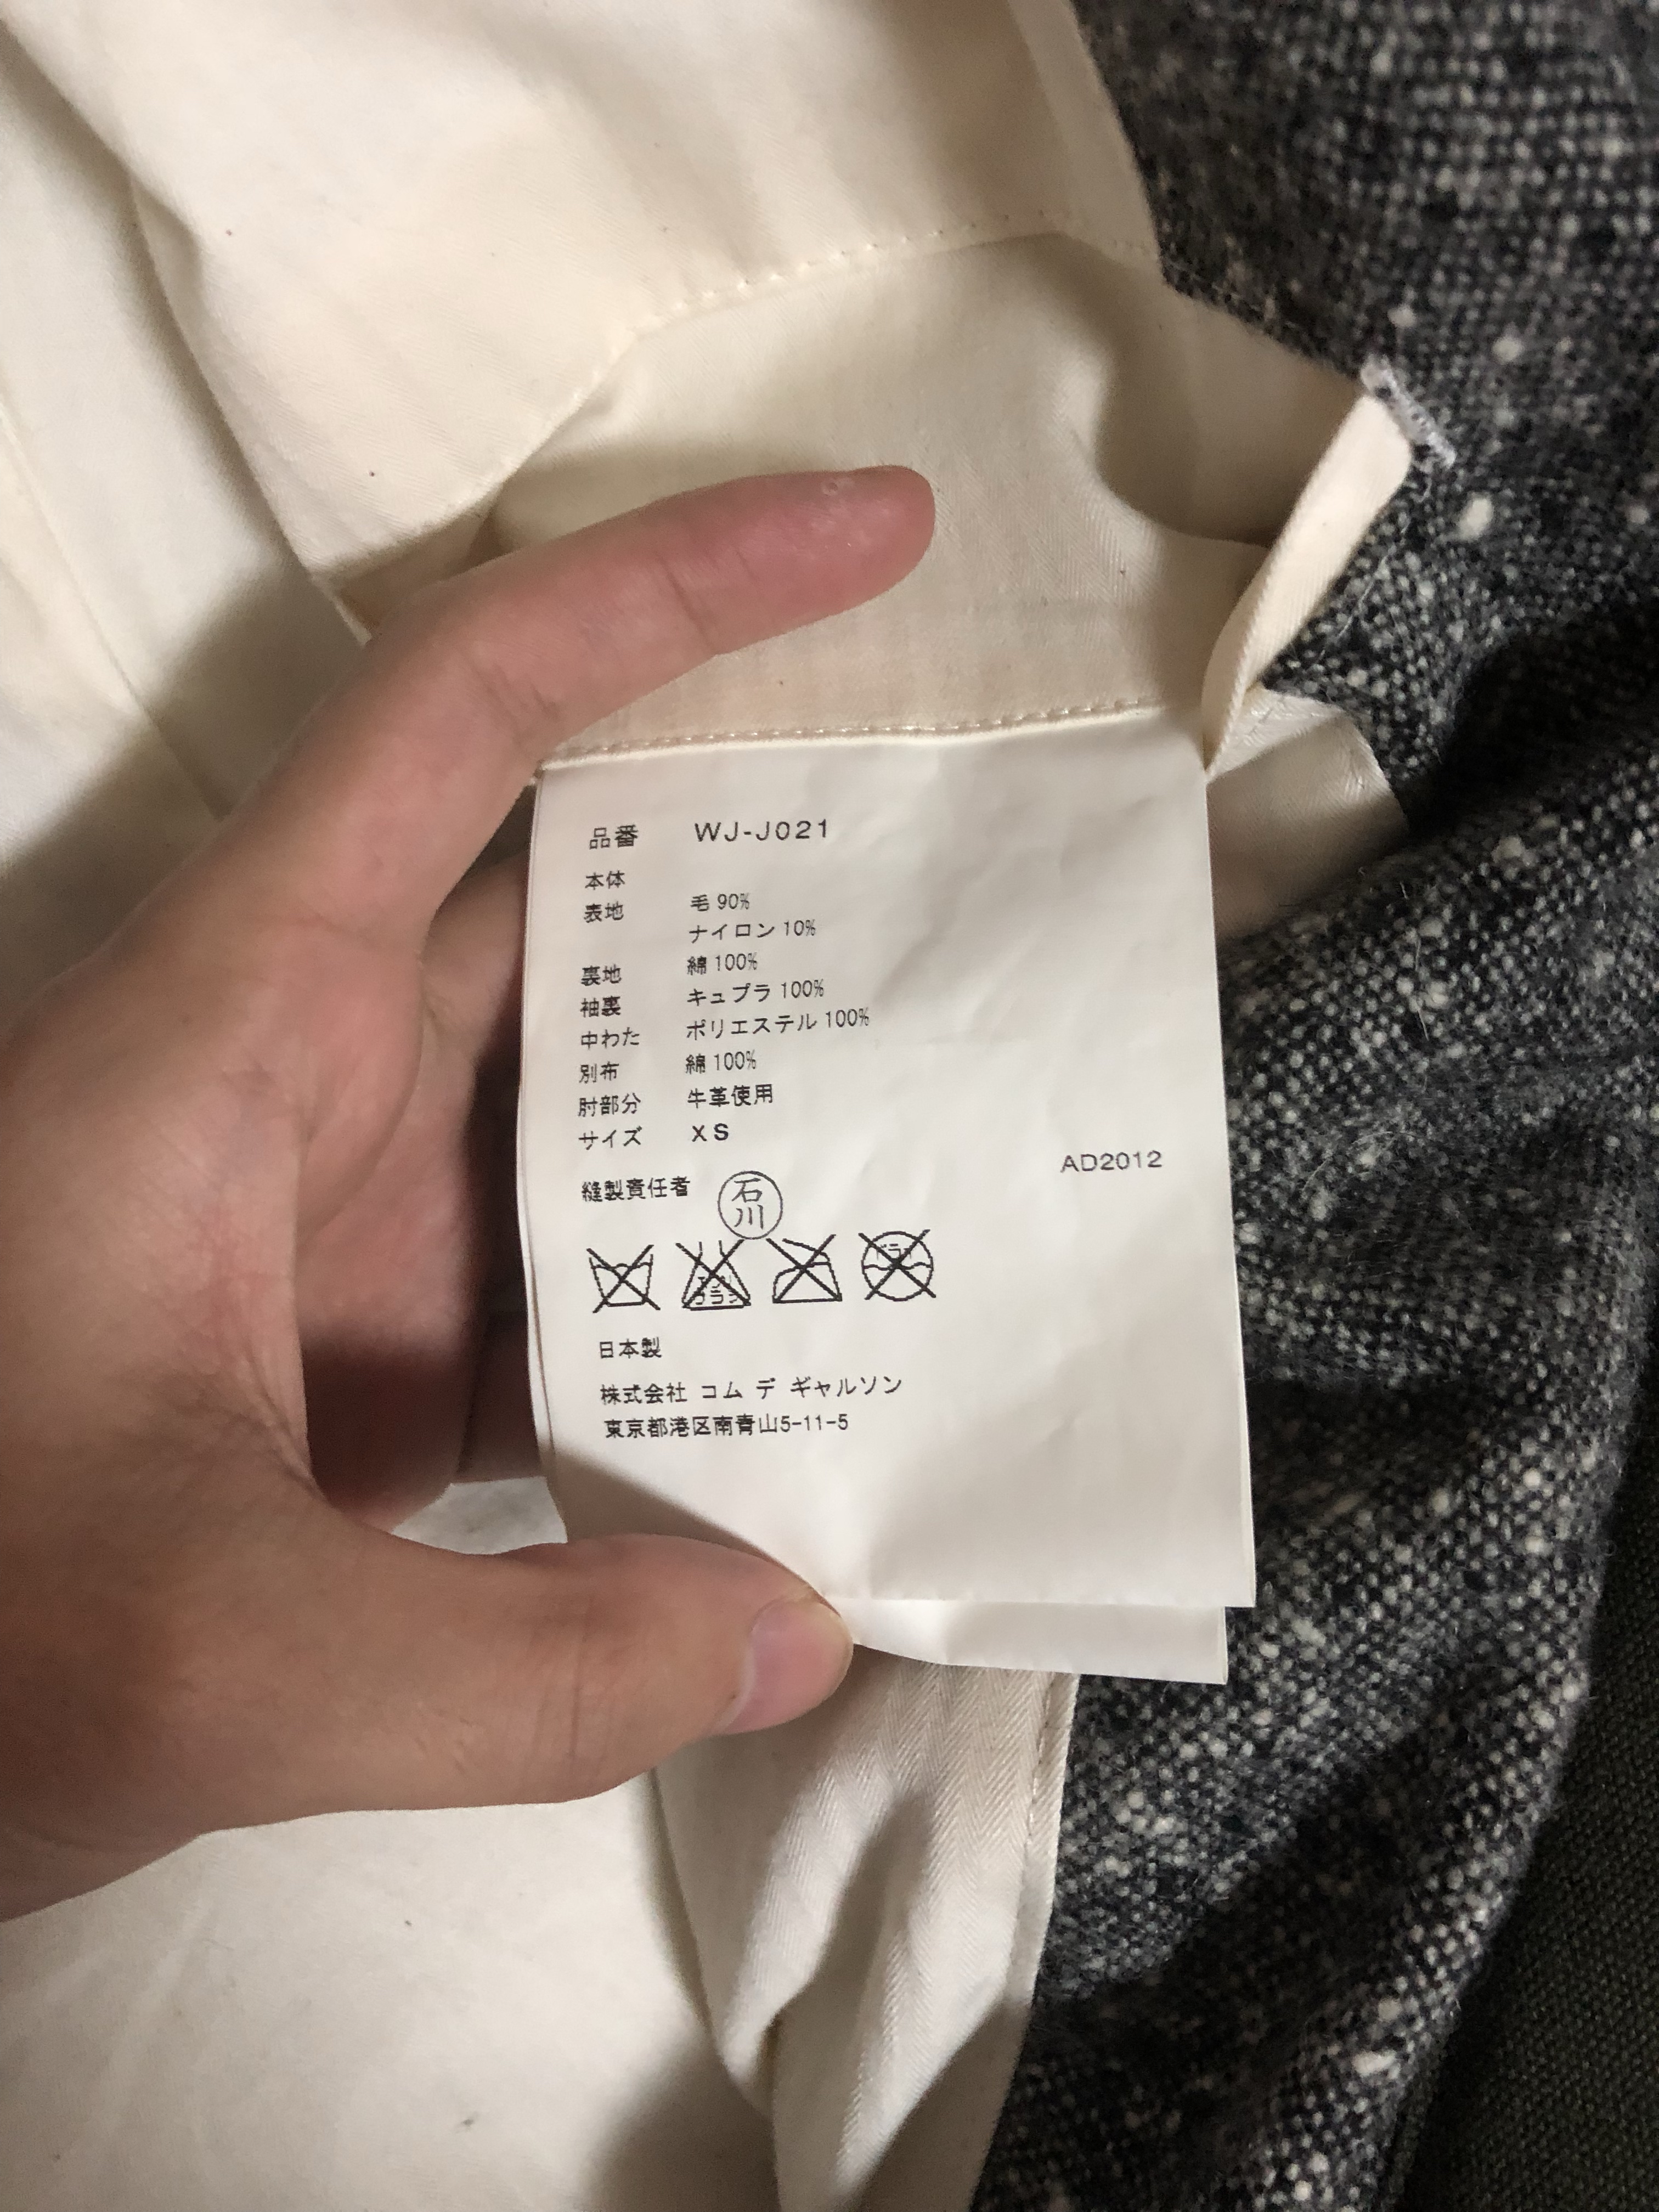 品番 WJ-J021
本体
表地 毛 90%
ナイロン 10%
裏地 綿 100%
袖裏 キュプラ 100%
中わた ポリエステル 100%
別布 綿 100%
肘部分 牛革使用
サイズ XS
AD2012
縫製責任者 石川
ドライ
日本製
株式会社 コム デ ギャルソン
東京都港区南青山5-11-5